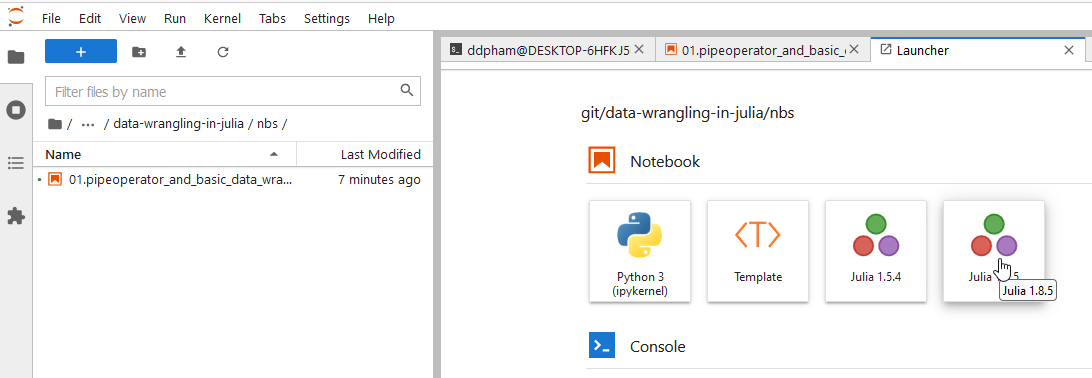 File Edit View Run Kernel Tabs Settings Help
+
Filter files by name
/ ... / data-wrangling-in-julia / nbs /
Name Last Modified
01.pipeoperator_and_basic_data_wra... 7 minutes ago
ddpham@DESKTOP-6HFKJ5 × 01.pipeoperator_and_basic_ × Launcher ×
git/data-wrangling-in-julia/nbs
Notebook
Python 3
(ipykernel)
<T>
Template
Julia 1.5.4
Julia 1.8.5
Julia 1.8.5
>_ Console